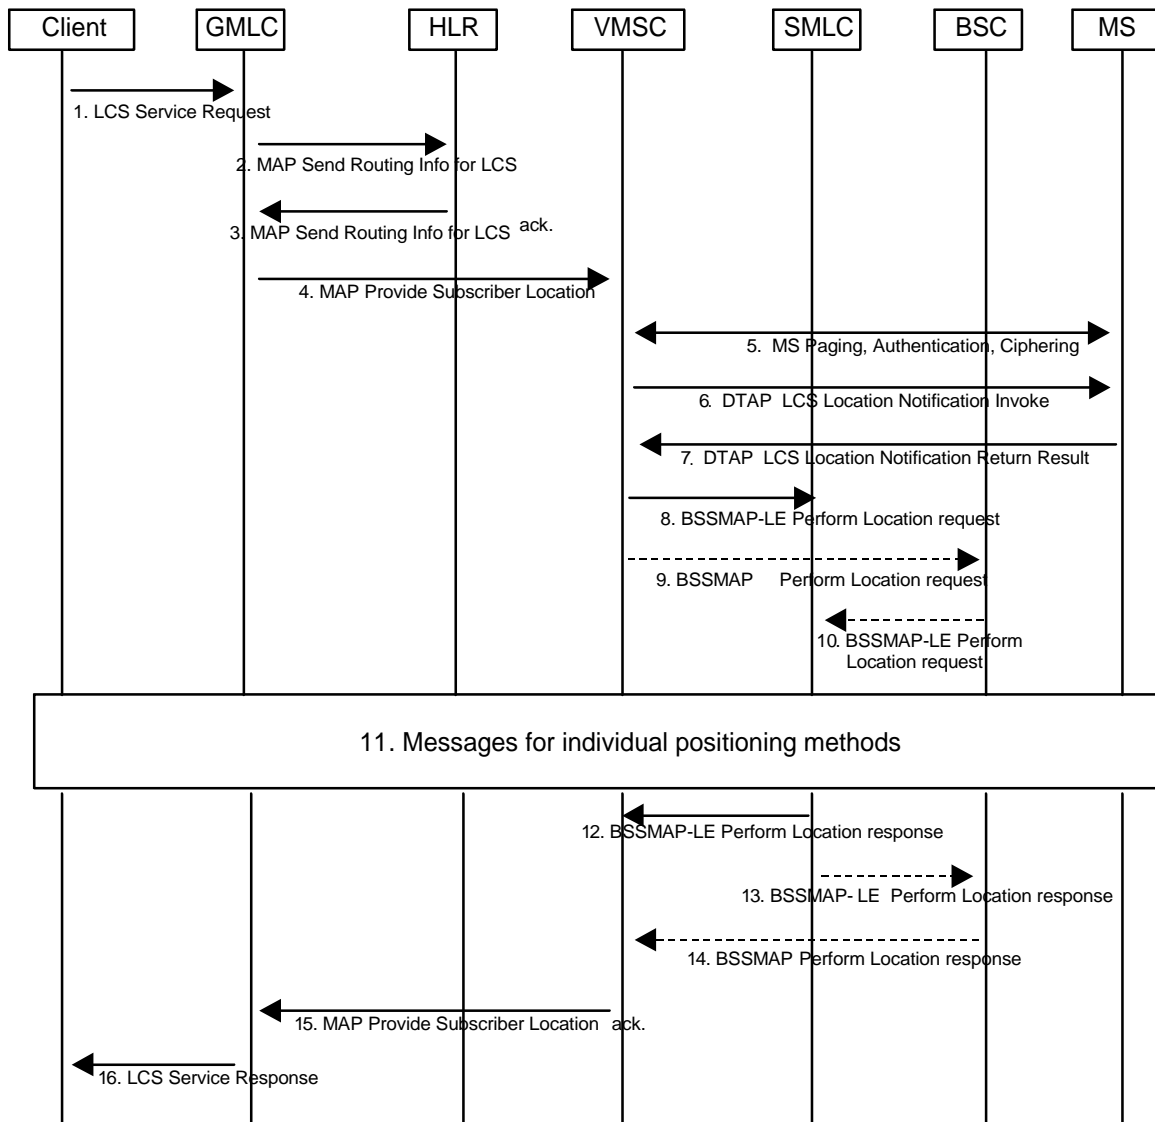 Client GMLC HLR VMSC SMLC BSC MS
1. LCS Service Request
2. MAP Send Routing Info for LCS
3. MAP Send Routing Info for LCS ack.
4. MAP Provide Subscriber Location
5. MS Paging, Authentication, Ciphering
6. DTAP LCS Location Notification Invoke
7. DTAP LCS Location Notification Return Result
8. BSSMAP-LE Perform Location request
9. BSSMAP Perform Location request
10. BSSMAP-LE Perform
Location request
11. Messages for individual positioning methods
12. BSSMAP-LE Perform Location response
13. BSSMAP- LE Perform Location response
14. BSSMAP Perform Location response
15. MAP Provide Subscriber Location ack.
16. LCS Service Response